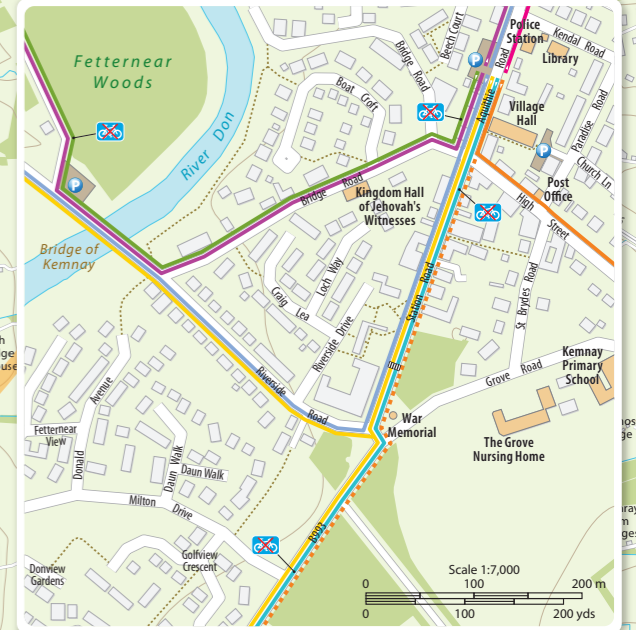 Fetternear
Woods
River Don
P
Bridge of
Kemnay
Boat Croft
Bridge Road
Beech Court
Police
Station
P
Kendal Road
Library
Aquithie Road
Village
Hall
P
Paradise Road
Church Ln
Post
Office
High Street
Bridge Road
Kingdom Hall
of Jehovah's
Witnesses
Craig Lea
Loch Way
Riverside Drive
Station Road
St Brydes Road
Grove Road
Kemnay
Primary
School
Riverside Road
War
Memorial
The Grove
Nursing Home
Fetternear
View
Donald Avenue
Daun Walk
Daun Walk
Milton Drive
Golfview
Crescent
Donview
Gardens
B993
Scale 1:7,000
0 100 200 m
0 100 200 yds